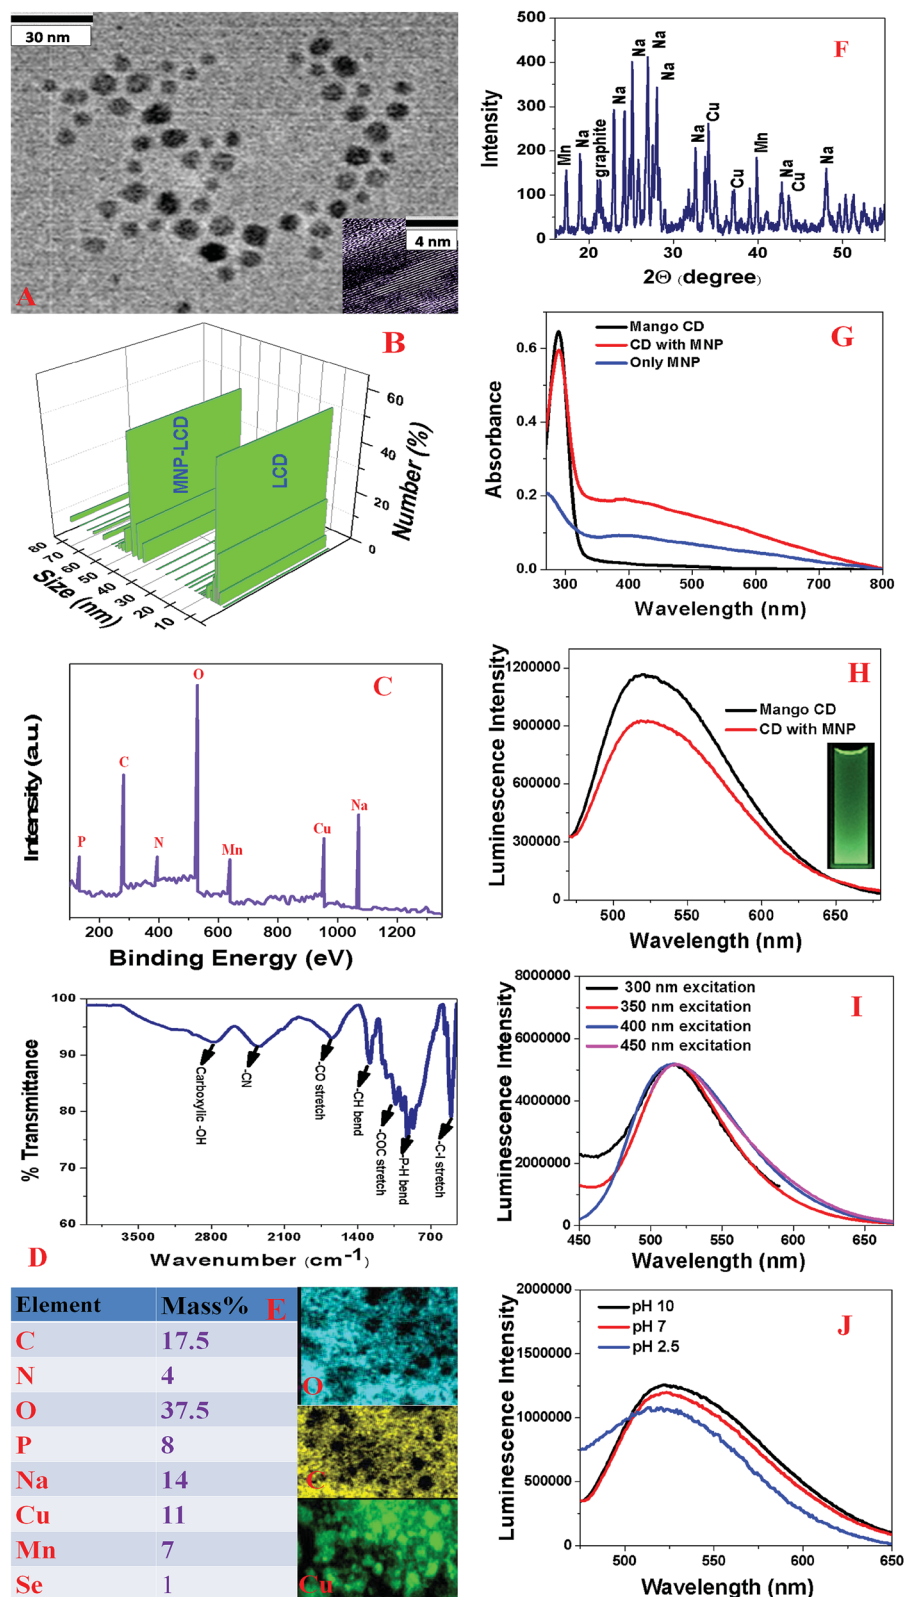 30 nm
4 nm
A
B
MNP-LCD
LCD
Number (%)
60
40
20
0
80
70
60
50
40
30
20
10
Size (nm)
C
Intensity (a.u.)
P
C
N
O
Mn
Cu
Na
200 400 600 800 1000 1200
Binding Energy (eV)
% Transmittance
100
90
80
70
60
Carboxylic -OH
-CN
-CO stretch
-CH bend
-COC stretch
-P-H bend
-C-I stretch
3500 2800 2100 1400 700
Wavenumber (cm-1)
D
Element Mass% E
C 17.5
N 4
O 37.5
P 8
Na 14
Cu 11
Mn 7
Se 1
O
C
Cu
F
Intensity
500
400
300
200
100
0
Mn
Na
graphite
Na
Na
Na
Na
Na
Cu
Cu
Mn
Na
Cu
Na
20 30 40 50
2Θ (degree)
G
Mango CD
CD with MNP
Only MNP
Absorbance
0.6
0.4
0.2
0.0
300 400 500 600 700 800
Wavelength (nm)
H
Mango CD
CD with MNP
Luminescence Intensity
1200000
900000
600000
300000
0
500 550 600 650
Wavelength (nm)
I
300 nm excitation
350 nm excitation
400 nm excitation
450 nm excitation
Luminescence Intensity
8000000
6000000
4000000
2000000
0
450 500 550 600 650
Wavelength (nm)
J
pH 10
pH 7
pH 2.5
Luminescence Intensity
2000000
1500000
1000000
500000
0
500 550 600 650
Wavelength (nm)